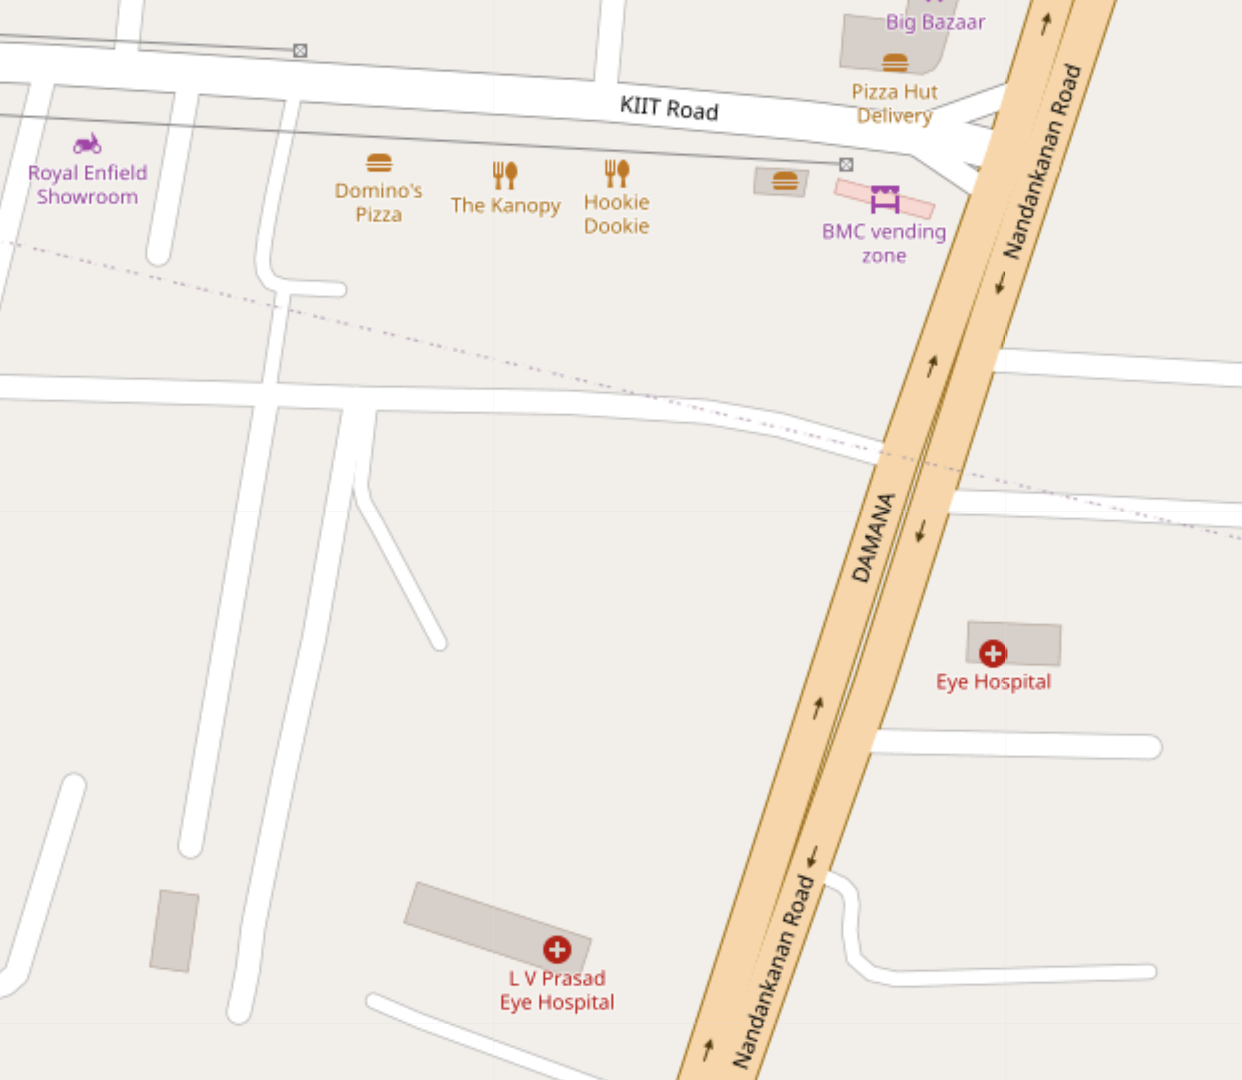 Big Bazaar
Pizza Hut
Delivery
KIIT Road
Nandankanan Road
Royal Enfield
Showroom
Domino's
Pizza
The Kanopy
Hookie
Dookie
BMC vending
zone
DAMANA
Eye Hospital
Nandankanan Road
L V Prasad
Eye Hospital